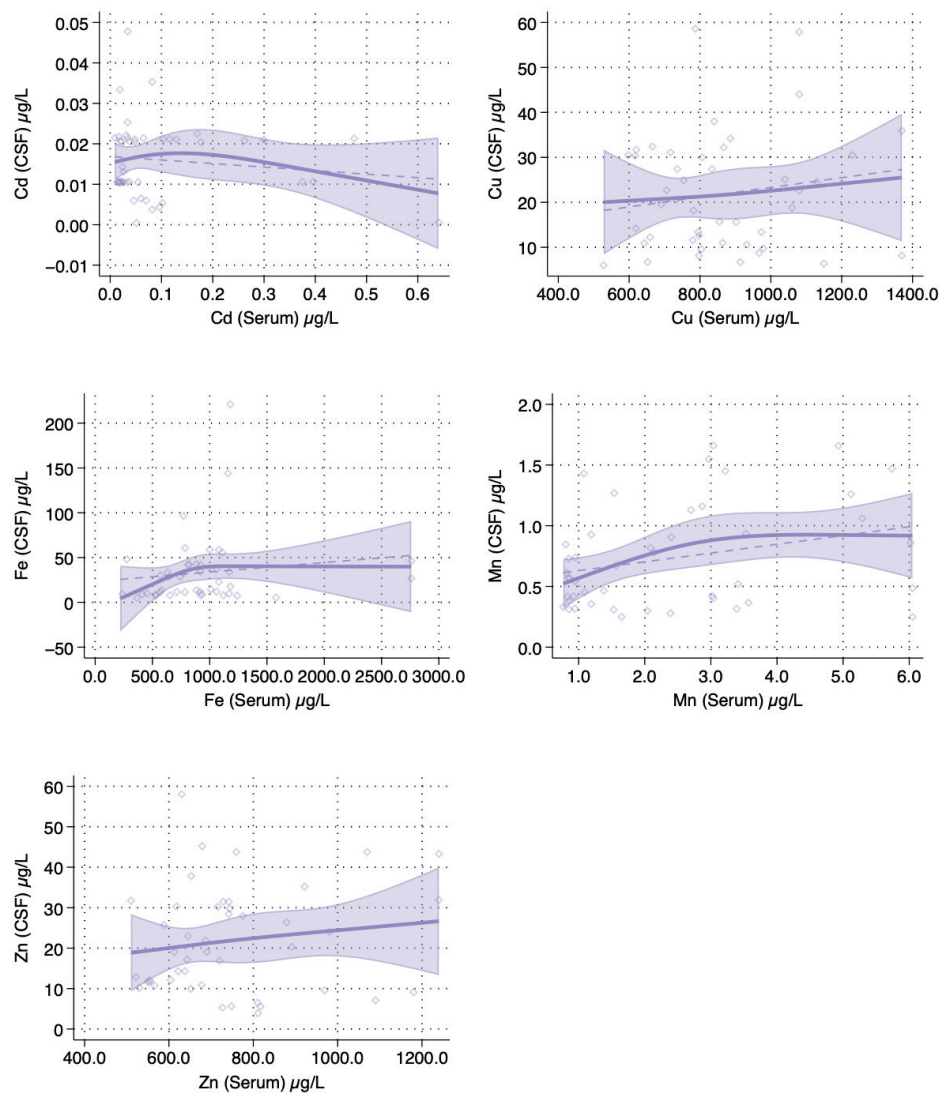 0.05
0.04
0.03
0.02
0.01
0.00
−0.01
Cd (CSF) µg/L
0.0 0.1 0.2 0.3 0.4 0.5 0.6
Cd (Serum) µg/L
60
50
40
30
20
10
Cu (CSF) µg/L
400.0 600.0 800.0 1000.0 1200.0 1400.0
Cu (Serum) µg/L
200
150
100
50
0
−50
Fe (CSF) µg/L
0.0 500.0 1000.0 1500.0 2000.0 2500.0 3000.0
Fe (Serum) µg/L
2.0
1.5
1.0
0.5
0.0
Mn (CSF) µg/L
1.0 2.0 3.0 4.0 5.0 6.0
Mn (Serum) µg/L
60
50
40
30
20
10
0
Zn (CSF) µg/L
400.0 600.0 800.0 1000.0 1200.0
Zn (Serum) µg/L